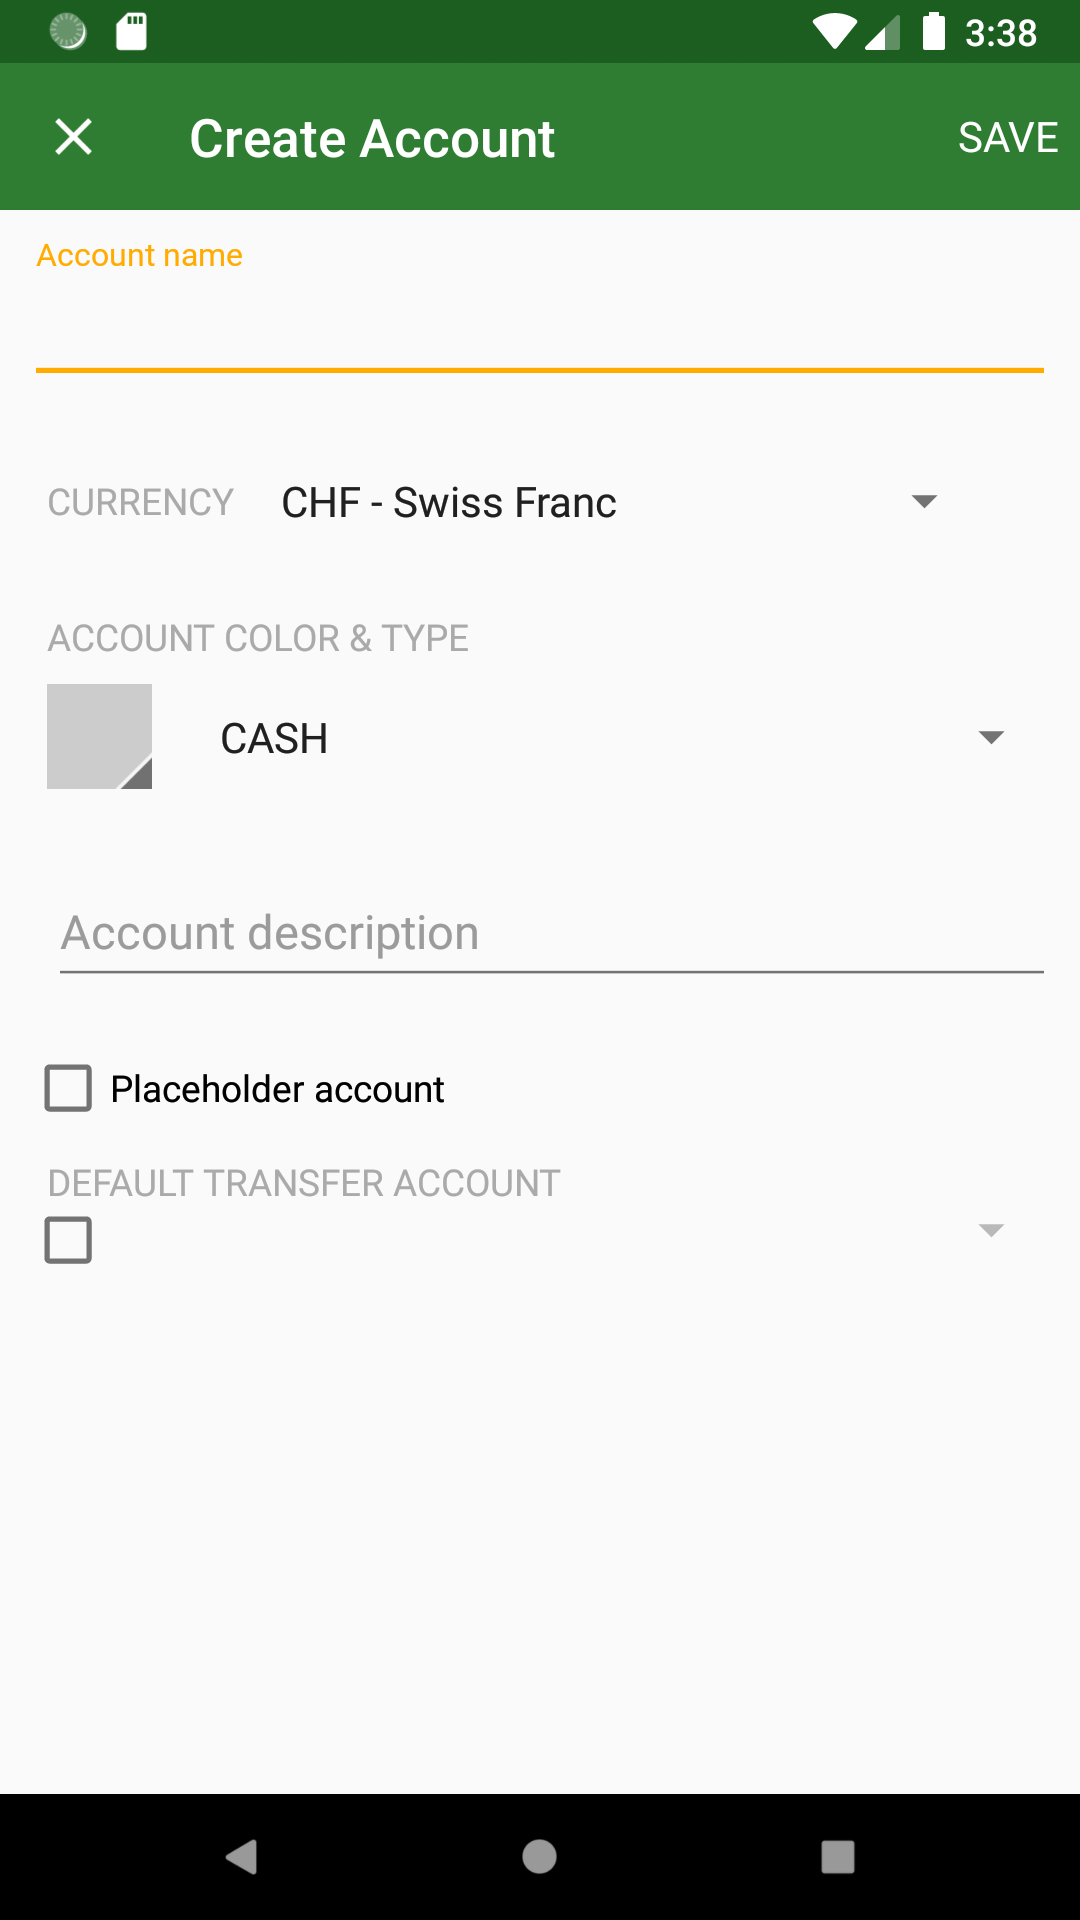 3:38
Create Account
SAVE
Account name
CURRENCY CHF - Swiss Franc
ACCOUNT COLOR & TYPE
CASH
Account description
Placeholder account
DEFAULT TRANSFER ACCOUNT